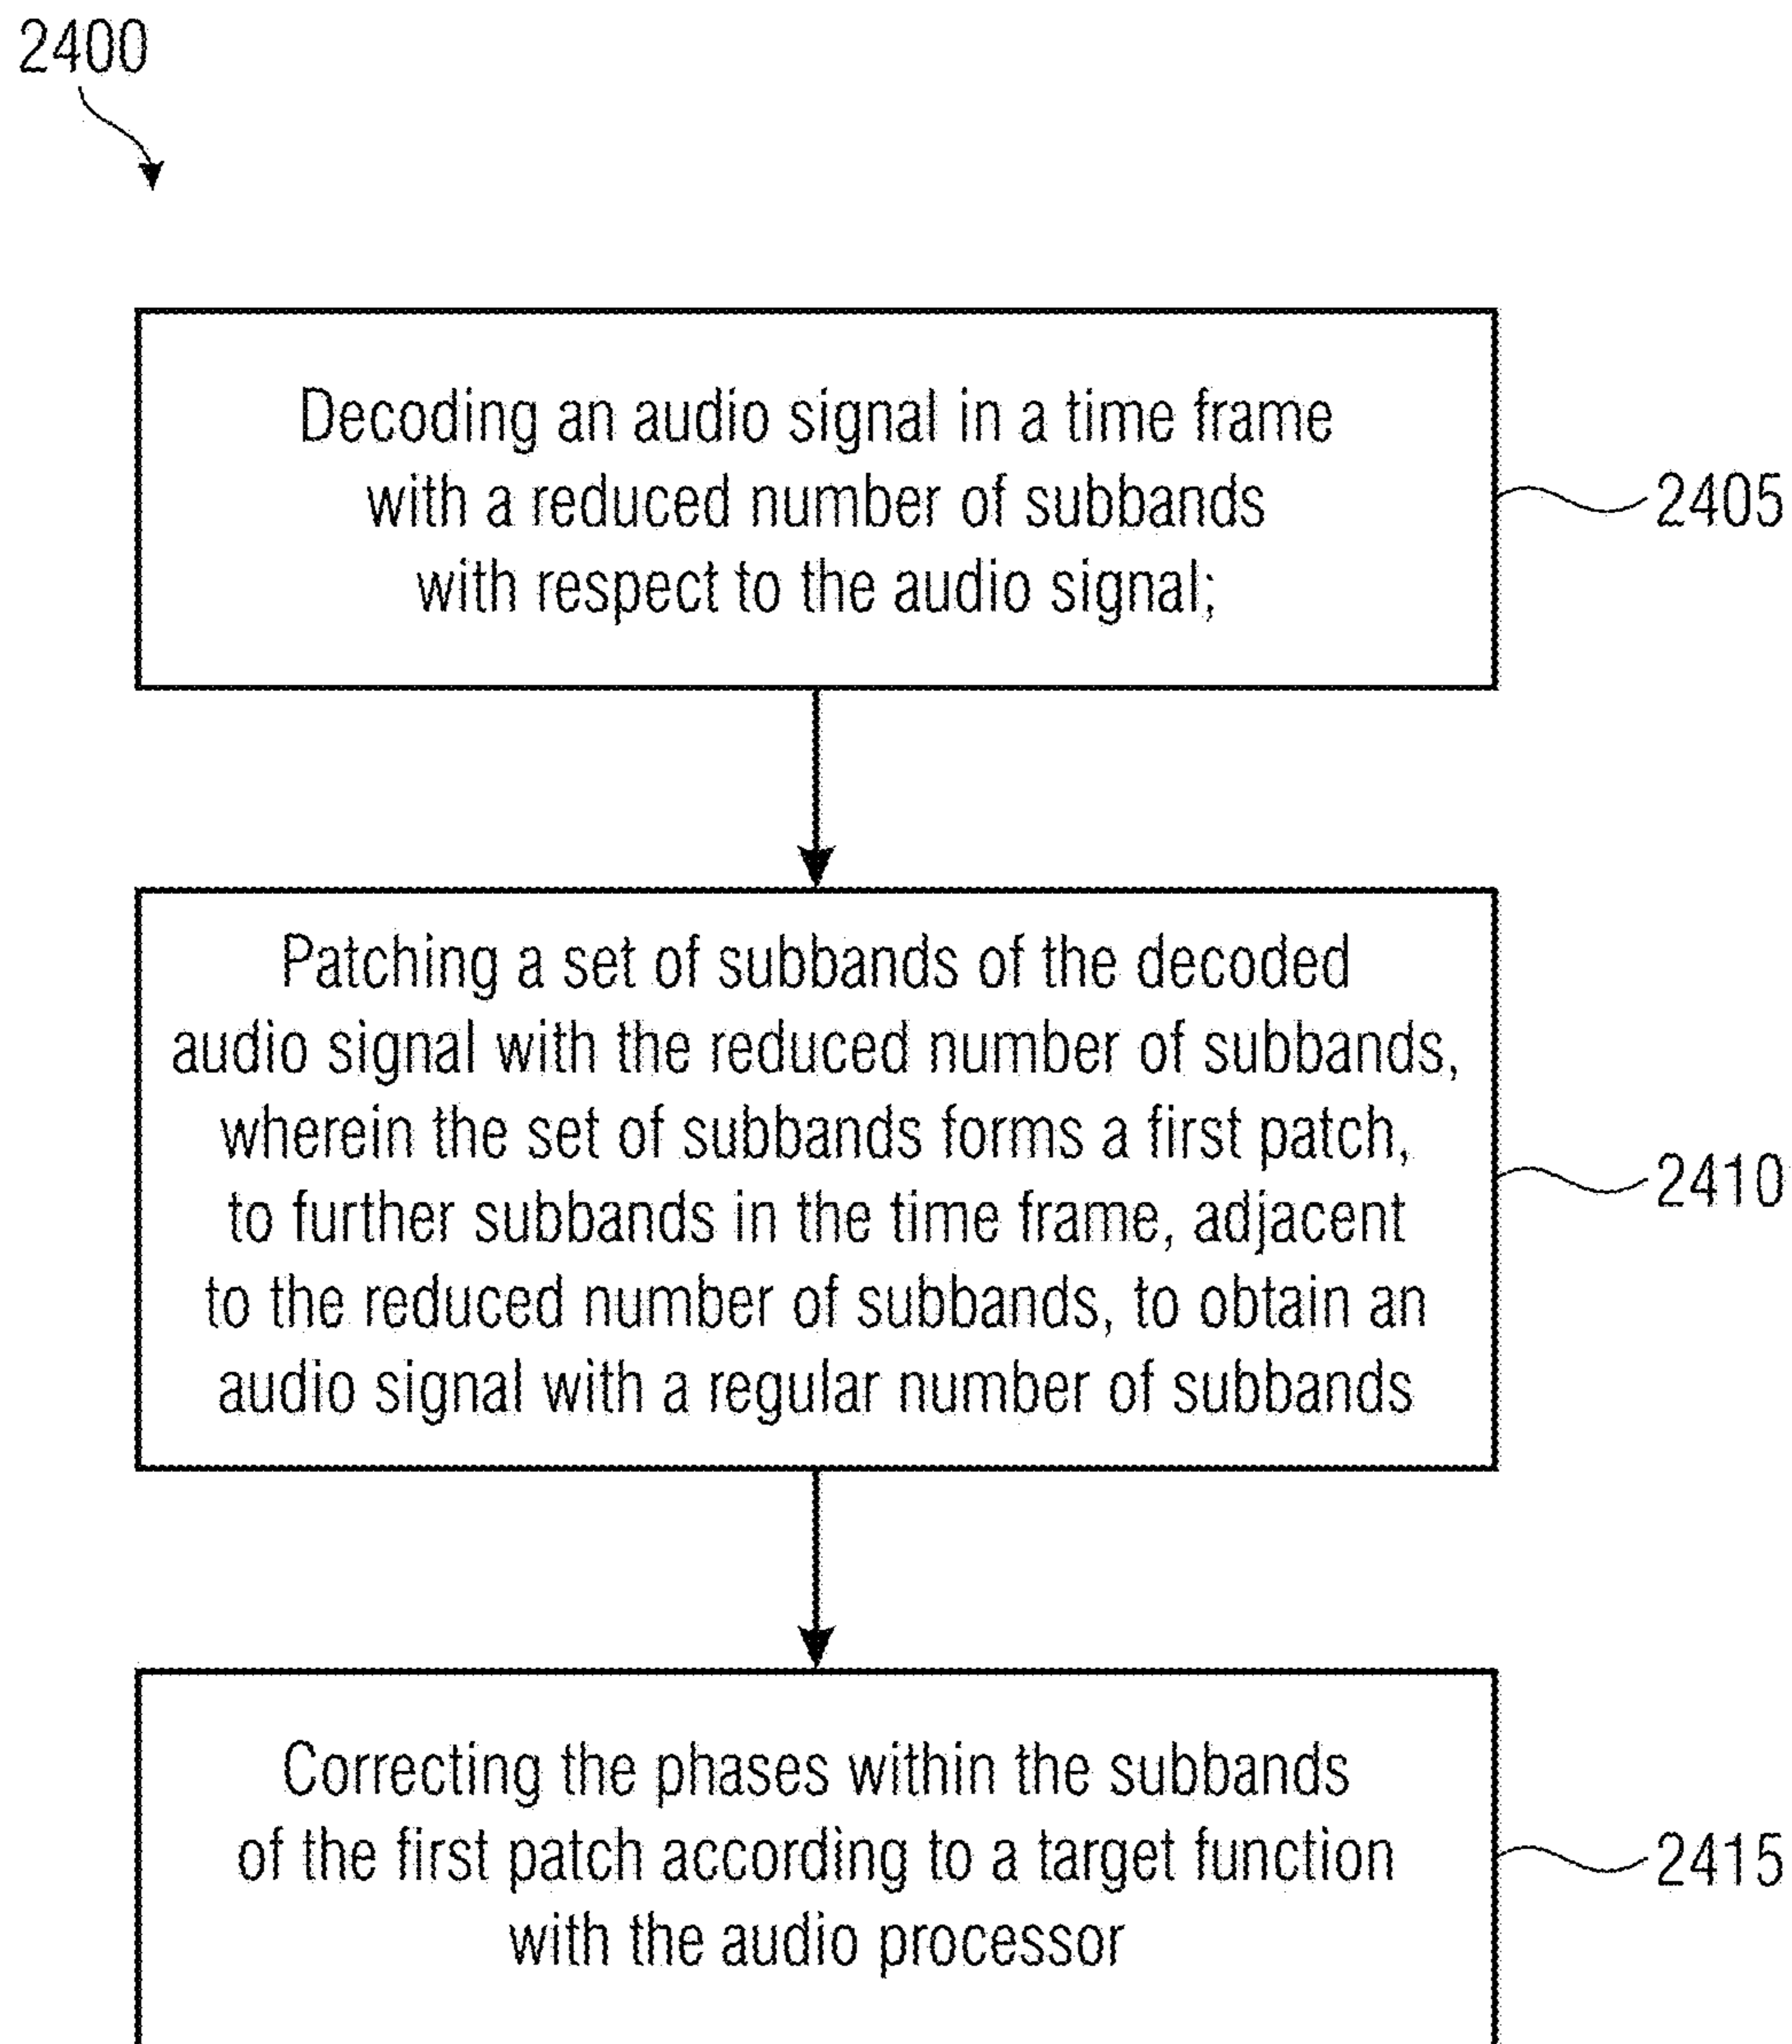 2400
Decoding an audio signal in a time frame
with a reduced number of subbands
with respect to the audio signal;
2405
Patching a set of subbands of the decoded
audio signal with the reduced number of subbands,
wherein the set of subbands forms a first patch,
to further subbands in the time frame, adjacent
to the reduced number of subbands, to obtain an
audio signal with a regular number of subbands
2410
Correcting the phases within the subbands
of the first patch according to a target function
with the audio processor
2415